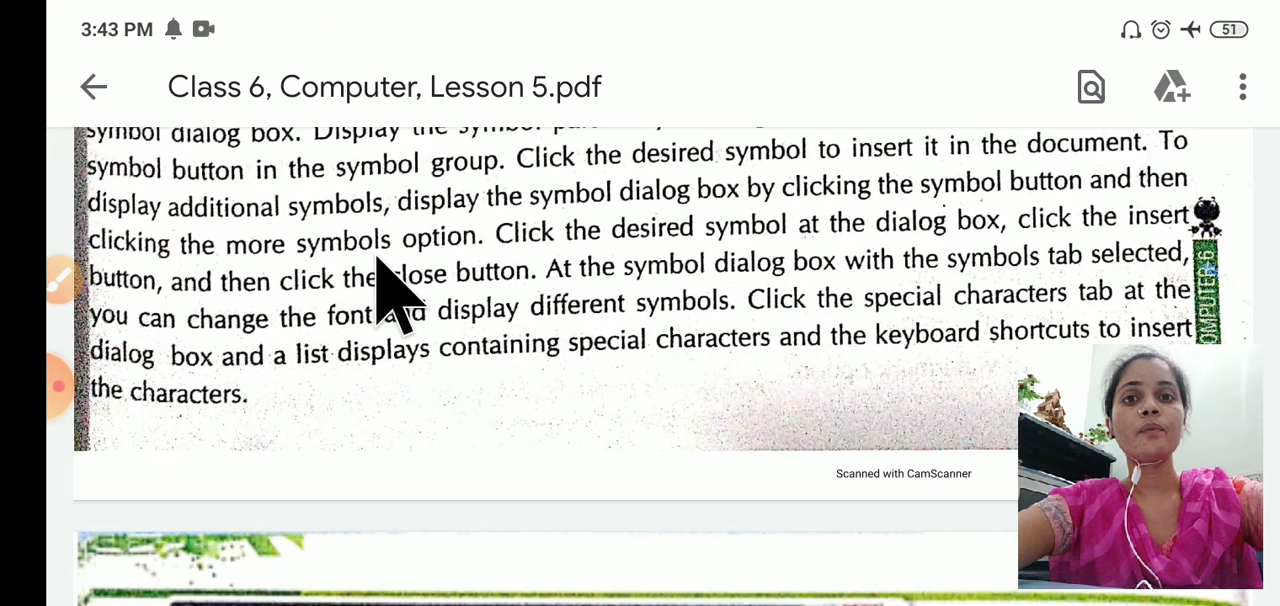 3:43 PM
51
Class 6, Computer, Lesson 5.pdf
symbol dialog box. Display the
symbol button in the symbol group. Click the desired symbol to insert it in the document. To
display additional symbols, display the symbol dialog box by clicking the symbol button and then
clicking the more symbols option. Click the desired symbol at the dialog box, click the insert
button, and then click the close button. At the symbol dialog box with the symbols tab selected,
you can change the font display different symbols. Click the special characters tab at the
dialog box and a list displays containing special characters and the keyboard shortcuts to insert
the characters.
OMPUTER-6
Scanned with CamScanner